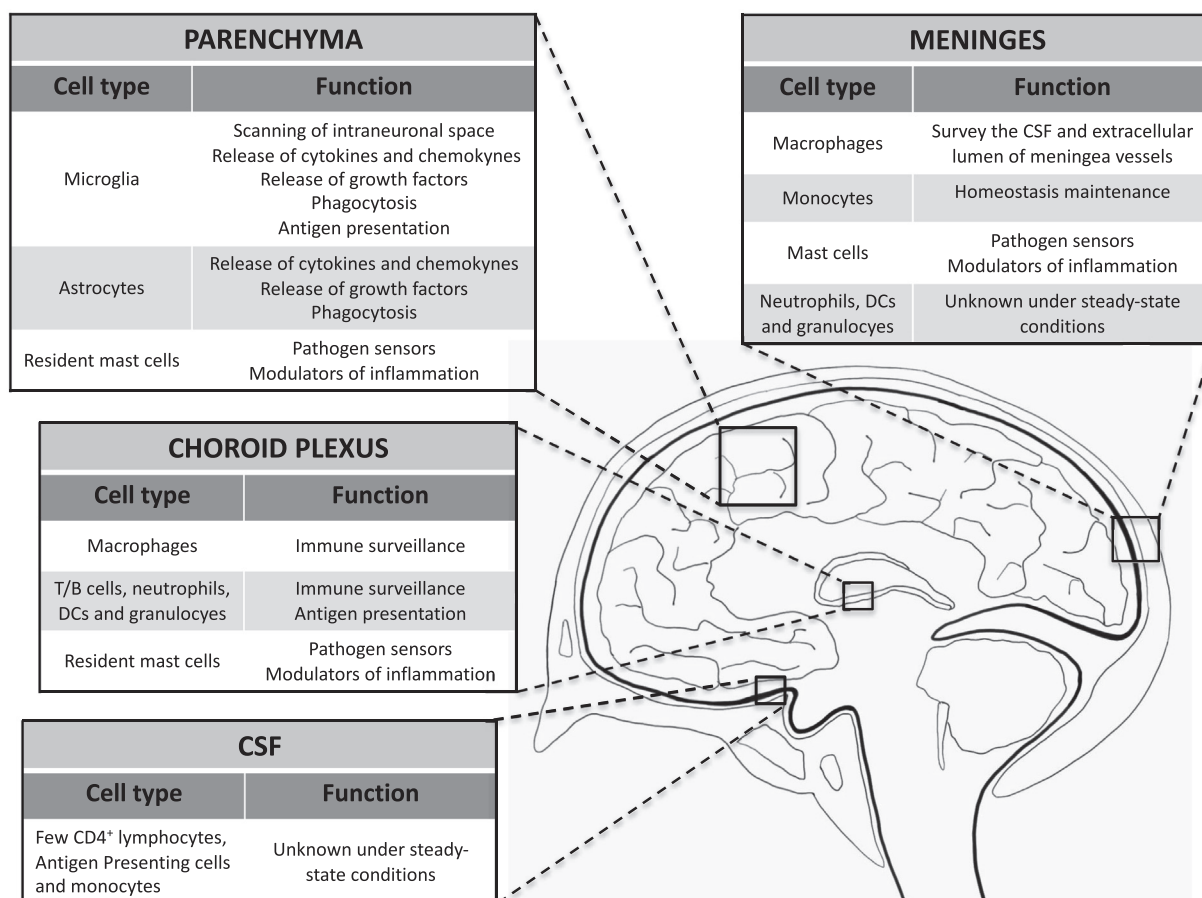 PARENCHYMA
Cell type
Function
Microglia
Scanning of intraneuronal space
Release of cytokines and chemokynes
Release of growth factors
Phagocytosis
Antigen presentation
Astrocytes
Release of cytokines and chemokynes
Release of growth factors
Phagocytosis
Resident mast cells
Pathogen sensors
Modulators of inflammation
MENINGES
Cell type
Function
Macrophages
Survey the CSF and extracellular
lumen of meningea vessels
Monocytes
Homeostasis maintenance
Mast cells
Pathogen sensors
Modulators of inflammation
Neutrophils, DCs
and granulocyes
Unknown under steady-state
conditions
CHOROID PLEXUS
Cell type
Function
Macrophages
Immune surveillance
T/B cells, neutrophils,
DCs and granulocyes
Immune surveillance
Antigen presentation
Resident mast cells
Pathogen sensors
Modulators of inflammation
CSF
Cell type
Function
Few CD4⁺ lymphocytes,
Antigen Presenting cells
and monocytes
Unknown under steady-
state conditions